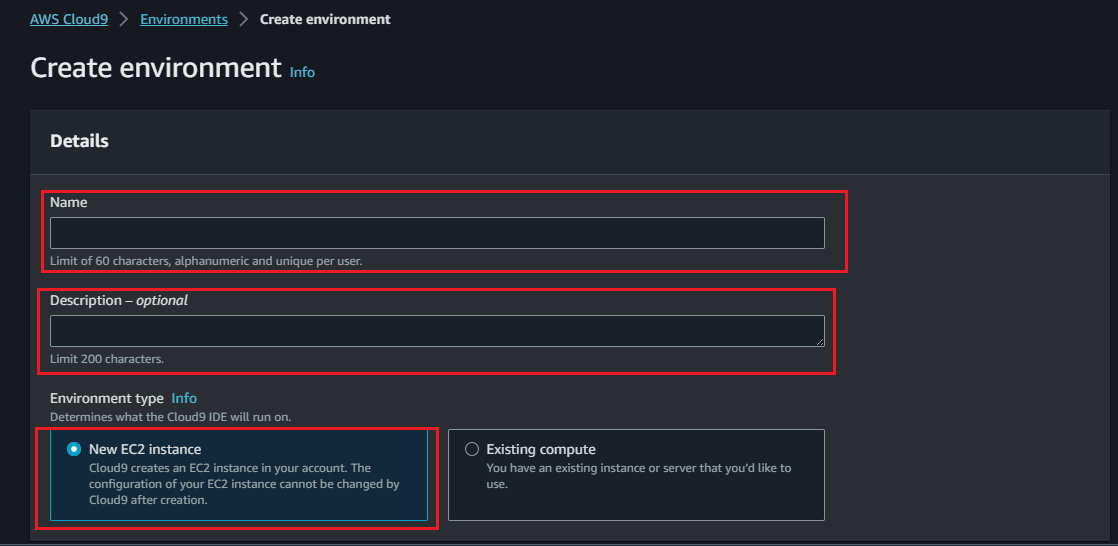 AWS Cloud9 > Environments > Create environment
Create environment Info
Details
Name
Limit of 60 characters, alphanumeric and unique per user.
Description – optional
Limit 200 characters.
Environment type Info
Determines what the Cloud9 IDE will run on.
New EC2 instance
Cloud9 creates an EC2 instance in your account. The
configuration of your EC2 instance cannot be changed by
Cloud9 after creation.
Existing compute
You have an existing instance or server that you'd like to
use.